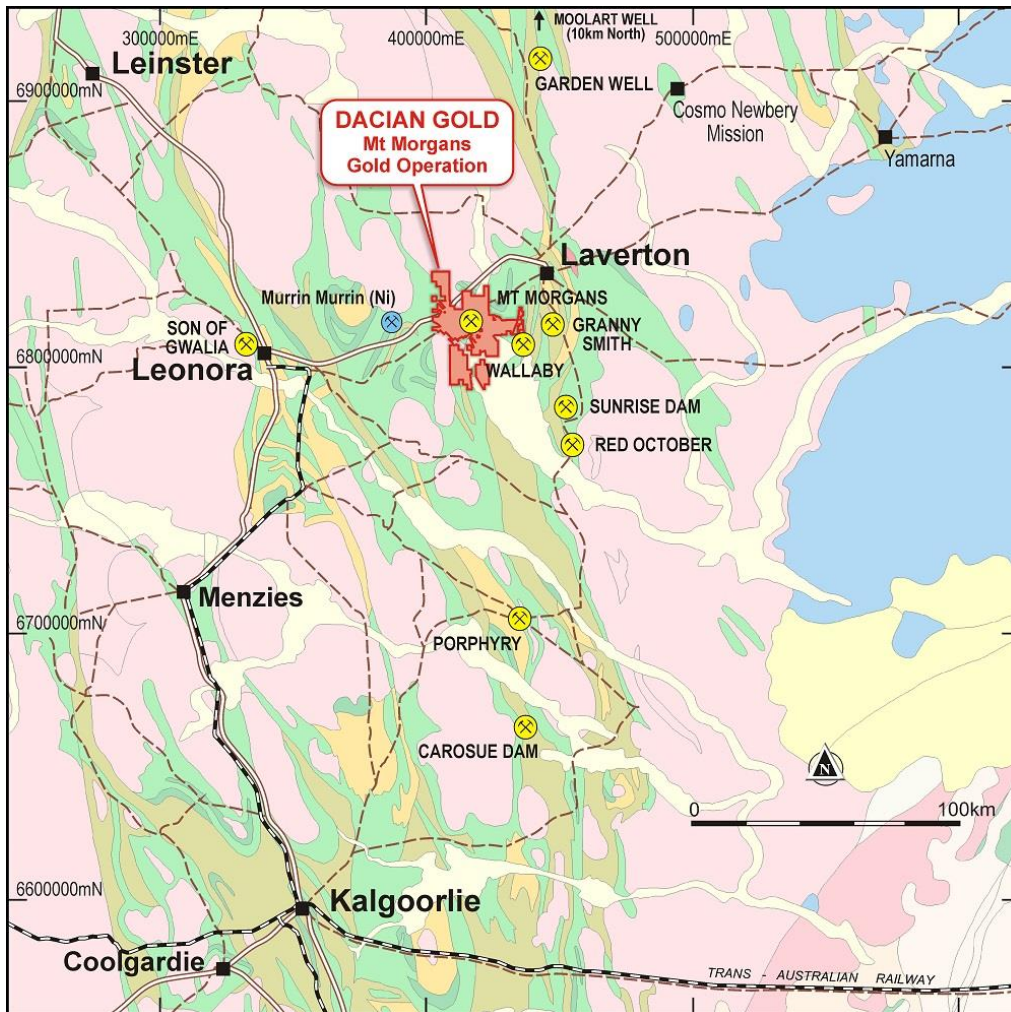 300000mE
400000mE
MOOLART WELL
(10km North)
500000mE
Leinster
GARDEN WELL
6900000mN
Cosmo Newbery
Mission
DACIAN GOLD
Mt Morgans
Gold Operation
Yamarna
Laverton
Murrin Murrin (Ni)
MT MORGANS
SON OF
GWALIA
GRANNY
SMITH
6800000mN
Leonora
WALLABY
SUNRISE DAM
RED OCTOBER
Menzies
6700000mN
PORPHYRY
CAROSUE DAM
N
0
100km
6600000mN
Kalgoorlie
Coolgardie
TRANS - AUSTRALIAN RAILWAY